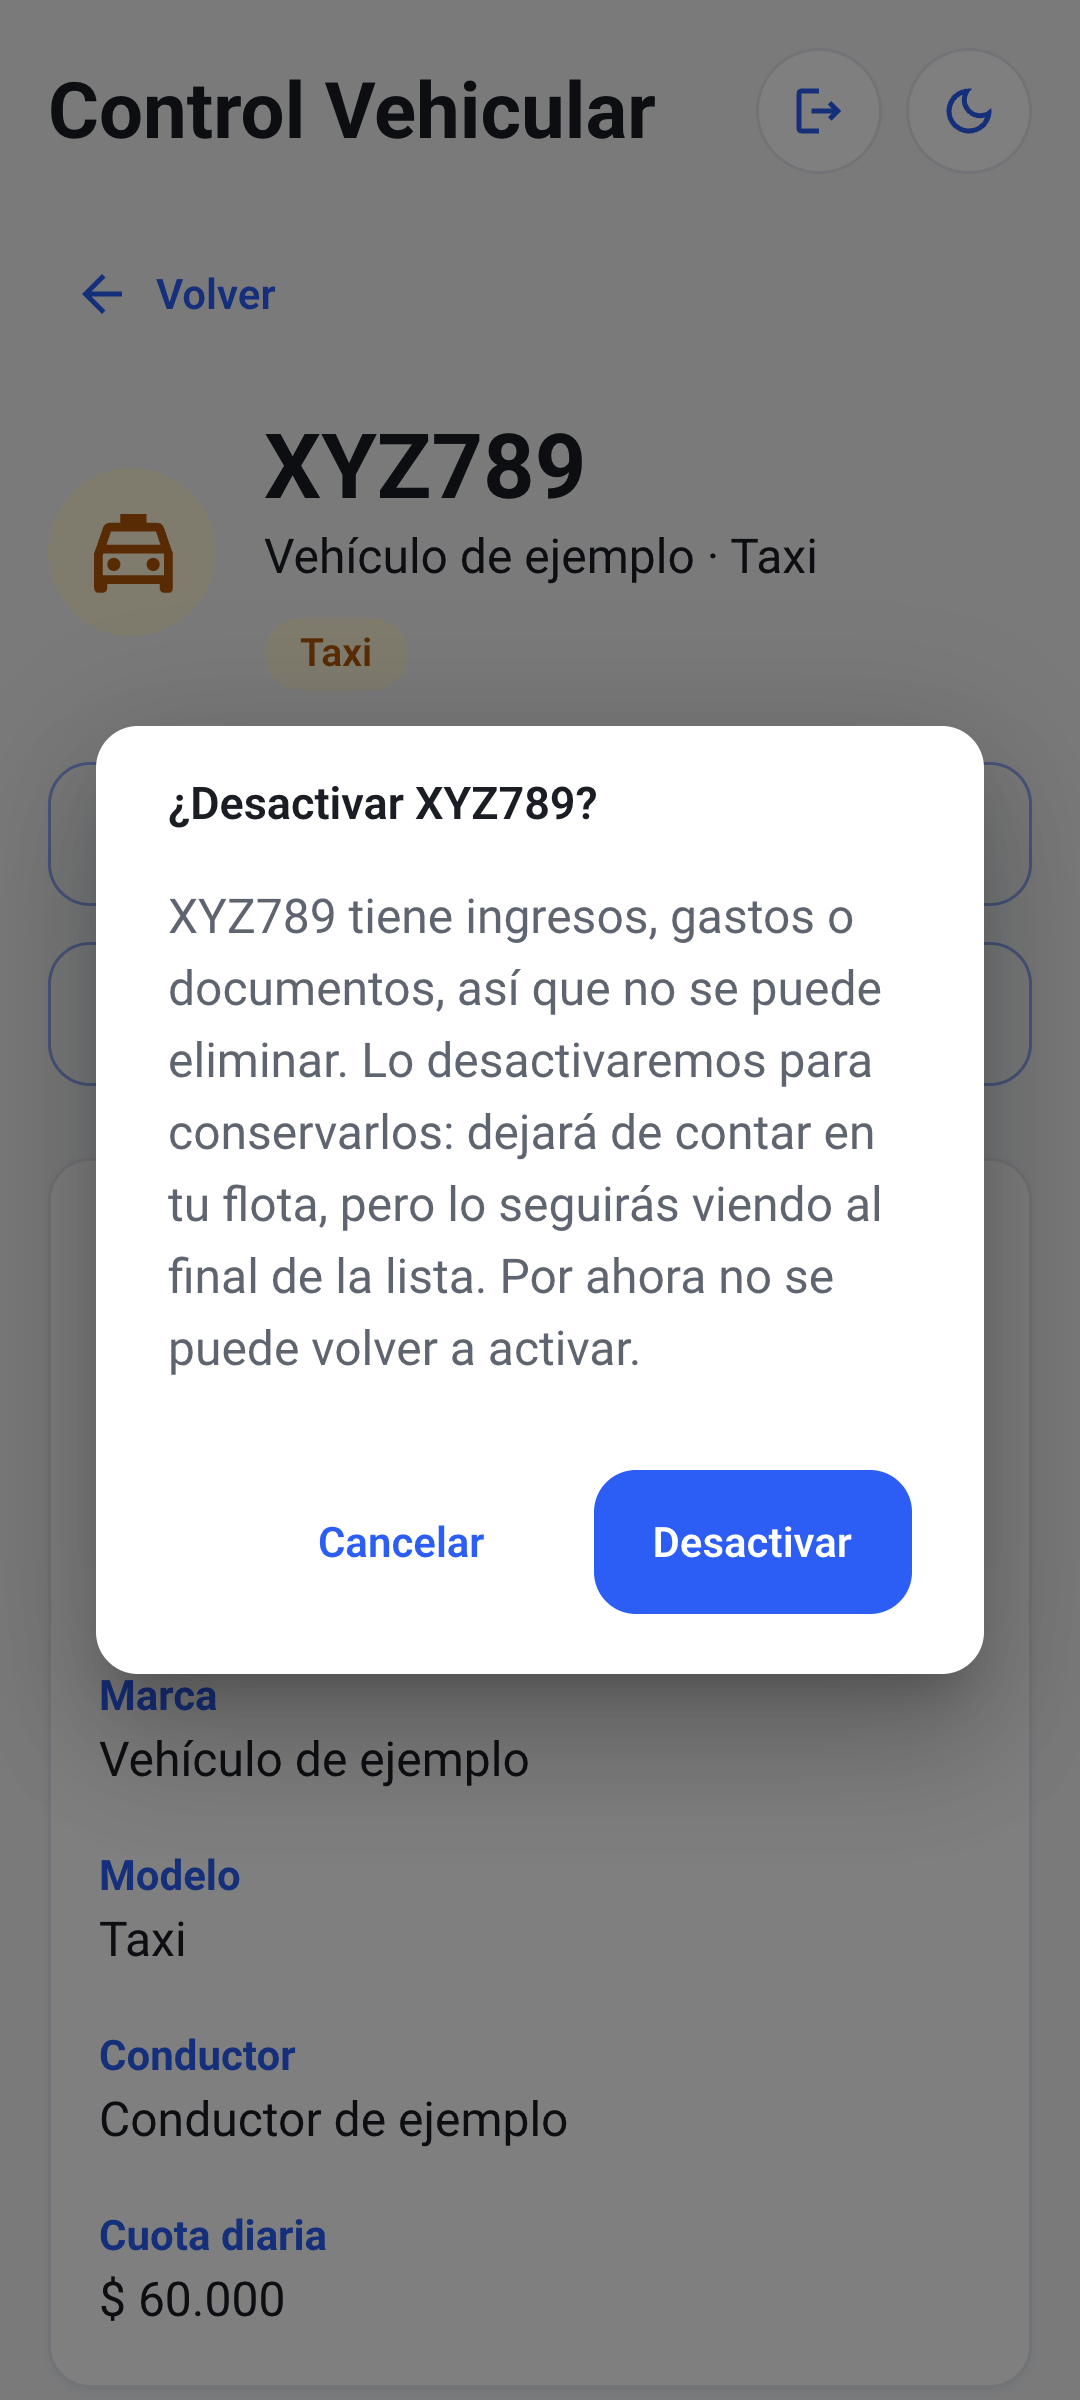 Control Vehicular
Volver
XYZ789
Vehículo de ejemplo · Taxi
Taxi
¿Desactivar XYZ789?
XYZ789 tiene ingresos, gastos o
documentos, así que no se puede
eliminar. Lo desactivaremos para
conservarlos: dejará de contar en
tu flota, pero lo seguirás viendo al
final de la lista. Por ahora no se
puede volver a activar.
Cancelar
Desactivar
Marca
Vehículo de ejemplo
Modelo
Taxi
Conductor
Conductor de ejemplo
Cuota diaria
$ 60.000